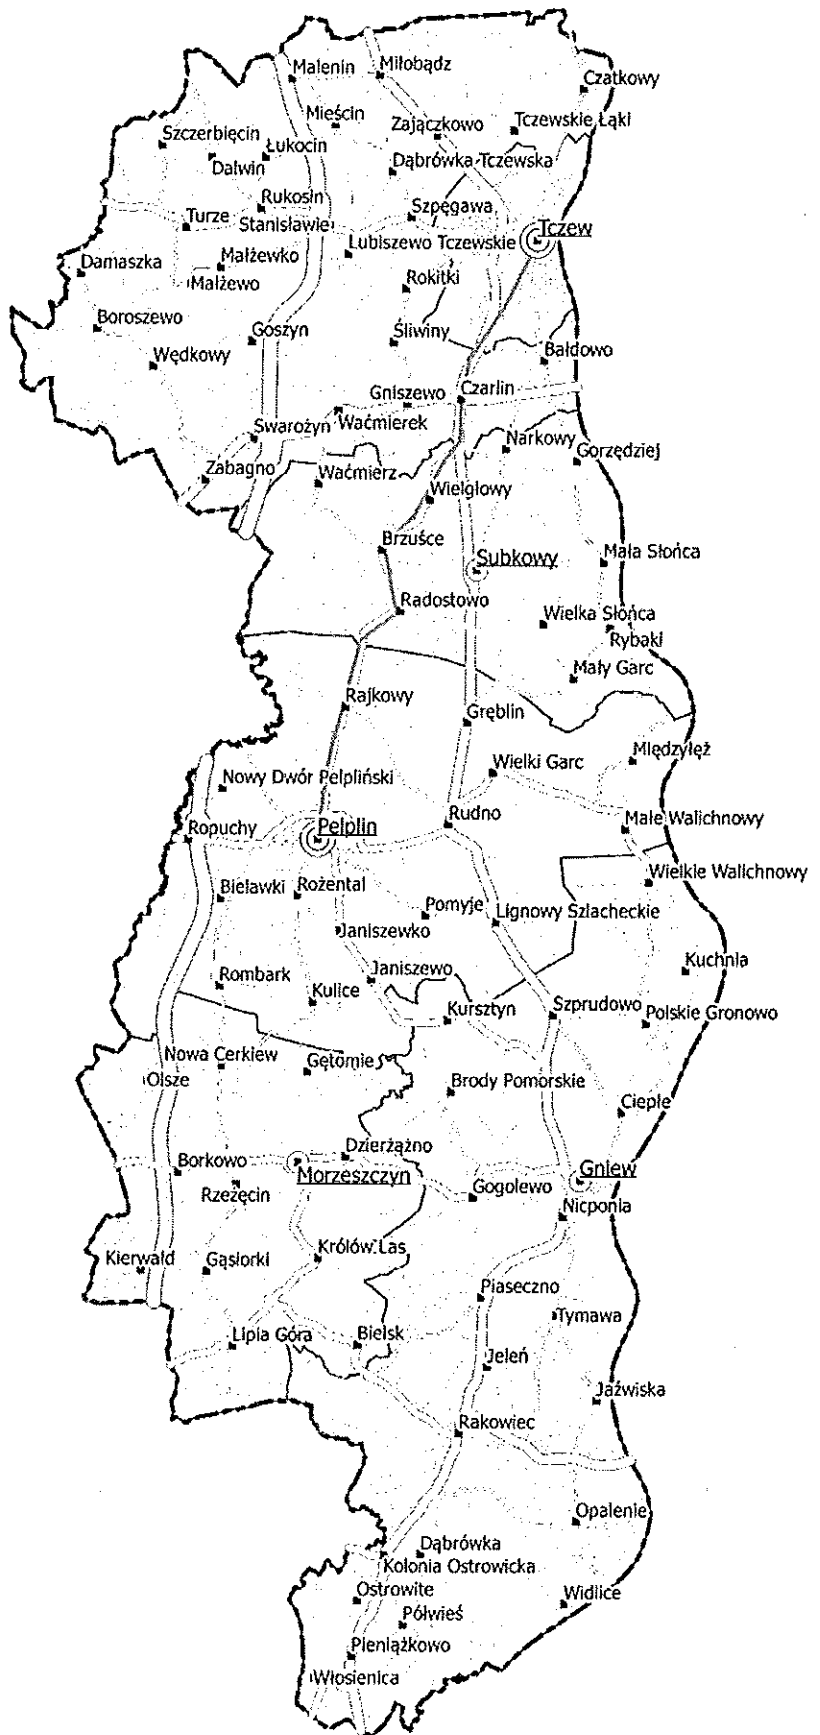 Malenin
Miłobądz
Czatkowy
Mieścin
Zajączkowo
Tczewskie Łąki
Szczerbięcin
Łukocin
Dalwin
Dąbrówka Tczewska
Rukosin
Szpęgawa
Turze
Stanisławie
Tczew
Lubiszewo Tczewskie
Damaszka
Małżewko
Małżewo
Rokitki
Boroszewo
Goszyn
Śliwiny
Wędkowy
Bałdowo
Gniszewo
Czarlin
Swarożyn
Waćmierek
Narkowy
Gorzędziej
Zabagno
Waćmierz
Wielgłowy
Brzuśce
Subkowy
Mała Słońca
Radostowo
Wielka Słońca
Rybaki
Mały Garc
Rajkowy
Gręblin
Międzyłęż
Nowy Dwór Pelpliński
Wielki Garc
Ropuchy
Pelplin
Rudno
Małe Walichnowy
Wielkie Walichnowy
Bielawki
Rożental
Pomyje
Lignowy Szlacheckie
Janiszewko
Kuchnia
Rombark
Janiszewo
Kulice
Kursztyn
Szprudowo
Polskie Gronowo
Nowa Cerkiew
Gętomie
Olsze
Brody Pomorskie
Ciepłe
Dzierżążno
Borkowo
Morzeszczyn
Gniew
Rzeżęcin
Gogolewo
Nicponia
Kierwałd
Gąsiorki
Królów Las
Piaseczno
Tymawa
Lipia Góra
Bielsk
Jeleń
Jaźwiska
Rakowiec
Opalenie
Dąbrówka
Kolonia Ostrowicka
Ostrowite
Widlice
Półwieś
Pieniążkowo
Włosienica